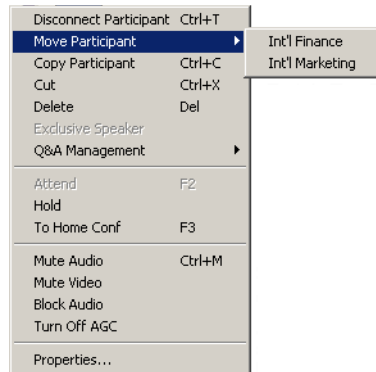 Disconnect Participant Ctrl+T
Move Participant
Int'l Finance
Copy Participant Ctrl+C
Int'l Marketing
Cut Ctrl+X
Delete Del
Exclusive Speaker
Q&A Management
Attend F2
Hold
To Home Conf F3
Mute Audio Ctrl+M
Mute Video
Block Audio
Turn Off AGC
Properties...